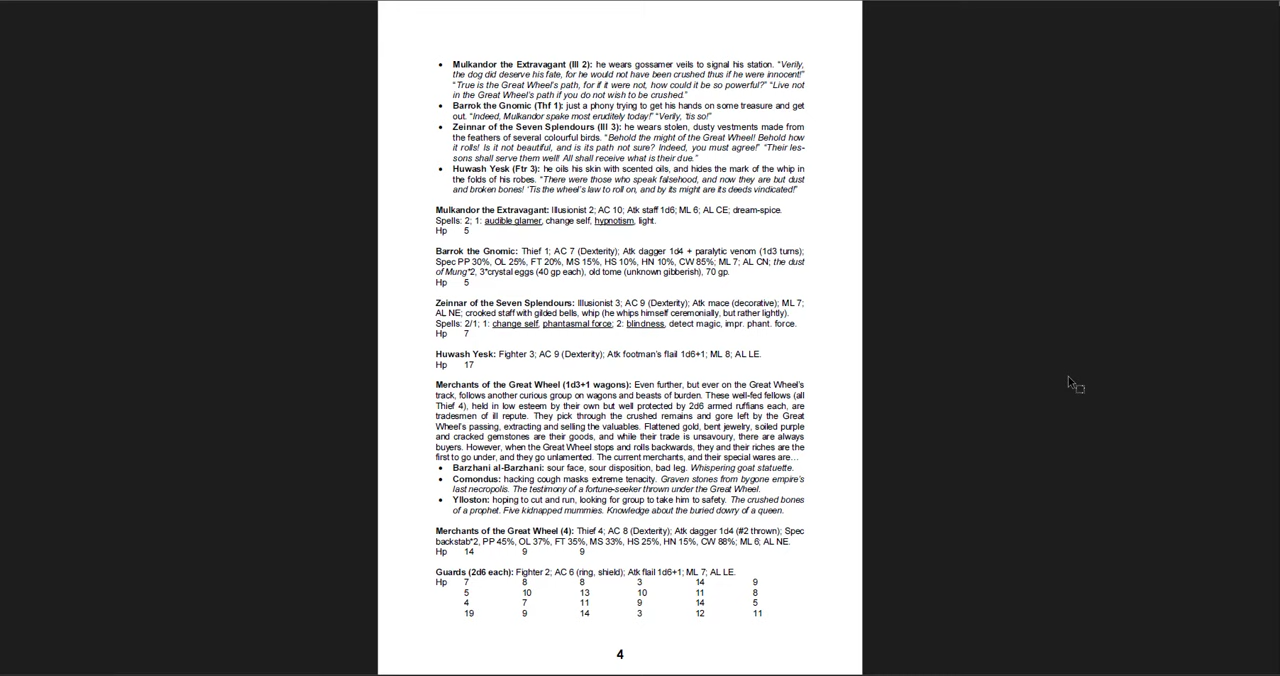 • Mulkandor the Extravagant (Ill 2): he wears gossamer veils to signal his station. "Verily,
the dog did deserve his fate, for he would not have been crushed thus if he were innocent!"
"True is the Great Wheel's path, for if it were not, how could it be so powerful?" "Live not
in the Great Wheel's path if you do not wish to be crushed."
• Barrok the Gnomic (Thf 1): just a phony trying to get his hands on some treasure and get
out. "Indeed, Mulkandor spake most eruditely today!" "Verily, 'tis so!"
• Zeinnar of the Seven Splendours (Ill 3): he wears stolen, dusty vestments made from
the feathers of several colourful birds. "Behold the might of the Great Wheel! Behold how
it rolls! Is it not beautiful, and is its path not sure? Indeed, you must agree!" "Their les-
sons shall serve them well! All shall receive what is their due."
• Huwash Yesk (Ftr 3): he oils his skin with scented oils, and hides the mark of the whip in
the folds of his robes. "There were those who speak falsehood, and now they are but dust
and broken bones! 'Tis the wheel's law to roll on, and by its might are its deeds vindicated!"
Mulkandor the Extravagant: Illusionist 2; AC 10; Atk staff 1d6; ML 6; AL CE; dream-spice.
Spells: 2; 1: audible glamer, change self, hypnotism, light.
Hp 5
Barrok the Gnomic: Thief 1; AC 7 (Dexterity); Atk dagger 1d4 + paralytic venom (1d3 turns);
Spec PP 30%, OL 25%, FT 20%, MS 15%, HS 10%, HN 10%, CW 85%; ML 7; AL CN; the dust
of Mung*2, 3*crystal eggs (40 gp each), old tome (unknown gibberish), 70 gp.
Hp 5
Zeinnar of the Seven Splendours: Illusionist 3; AC 9 (Dexterity); Atk mace (decorative); ML 7;
AL NE; crooked staff with gilded bells, whip (he whips himself ceremonially, but rather lightly).
Spells: 2/1; 1: change self, phantasmal force; 2: blindness, detect magic, impr. phant. force.
Hp 7
Huwash Yesk: Fighter 3; AC 9 (Dexterity); Atk footman's flail 1d6+1; ML 8; AL LE.
Hp 17
Merchants of the Great Wheel (1d3+1 wagons): Even further, but ever on the Great Wheel's
track, follows another curious group on wagons and beasts of burden. These well-fed fellows (all
Thief 4), held in low esteem by their own but well protected by 2d6 armed ruffians each, are
tradesmen of ill repute. They pick through the crushed remains and gore left by the Great
Wheel's passing, extracting and selling the valuables. Flattened gold, bent jewelry, soiled purple
and cracked gemstones are their goods, and while their trade is unsavoury, there are always
buyers. However, when the Great Wheel stops and rolls backwards, they and their riches are the
first to go under, and they go unlamented. The current merchants, and their special wares are…
• Barzhani al-Barzhani: sour face, sour disposition, bad leg. Whispering goat statuette.
• Comondus: hacking cough masks extreme tenacity. Graven stones from bygone empire's
last necropolis. The testimony of a fortune-seeker thrown under the Great Wheel.
• Ylloston: hoping to cut and run, looking for group to take him to safety. The crushed bones
of a prophet. Five kidnapped mummies. Knowledge about the buried dowry of a queen.
Merchants of the Great Wheel (4): Thief 4; AC 8 (Dexterity); Atk dagger 1d4 (#2 thrown); Spec
backstab*2, PP 45%, OL 37%, FT 35%, MS 33%, HS 25%, HN 15%, CW 88%; ML 6; AL NE.
Hp 14 9 9
Guards (2d6 each): Fighter 2; AC 6 (ring, shield); Atk flail 1d6+1; ML 7; AL LE.
Hp 7 8 8 3 14 9
5 10 13 10 11 8
4 7 11 9 14 5
19 9 14 3 12 11
4